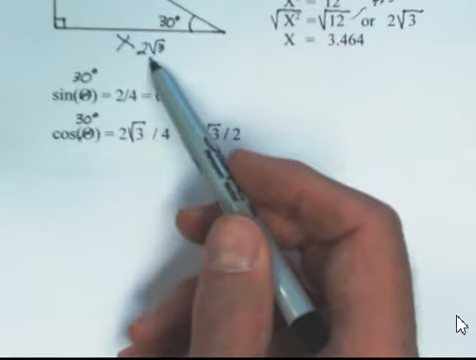 30°
X 2√3
30°
sin(Θ) = 2/4 =
30°
cos(Θ) = 2√3 / 4 √3 / 2
X² = 12
√X² = √12 or 2√3
X = 3.464